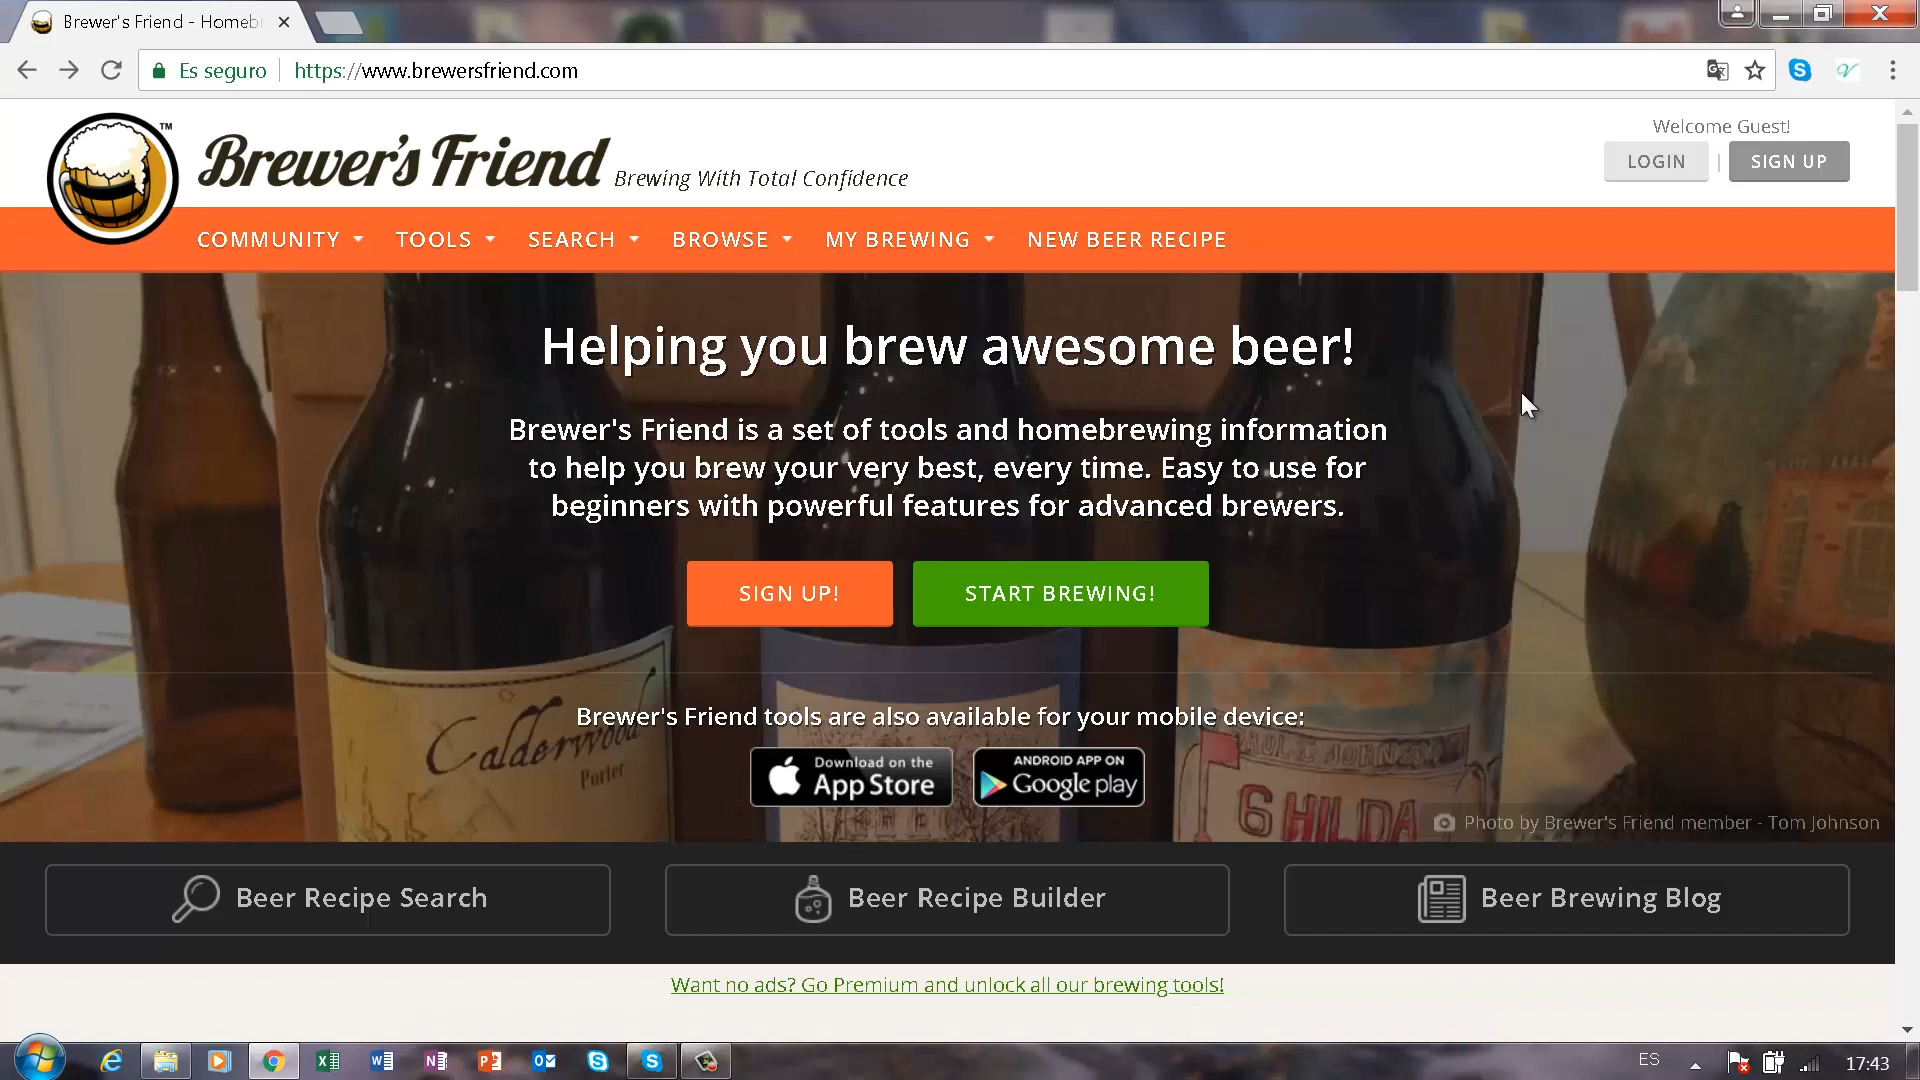 Brewer's Friend - Homeb
Es seguro
https://www.brewersfriend.com
TM
Brewer's Friend
Brewing With Total Confidence
Welcome Guest!
LOGIN | SIGN UP
COMMUNITY TOOLS SEARCH BROWSE MY BREWING NEW BEER RECIPE
Helping you brew awesome beer!
Brewer's Friend is a set of tools and homebrewing information
to help you brew your very best, every time. Easy to use for
beginners with powerful features for advanced brewers.
SIGN UP! START BREWING!
Brewer's Friend tools are also available for your mobile device:
Download on the
App Store
ANDROID APP ON
Google play
Calderwood
Porter
PAUL C JOHNSON
6 HILDA
Photo by Brewer's Friend member - Tom Johnson
Beer Recipe Search
Beer Recipe Builder
Beer Brewing Blog
Want no ads? Go Premium and unlock all our brewing tools!
ES
17:43